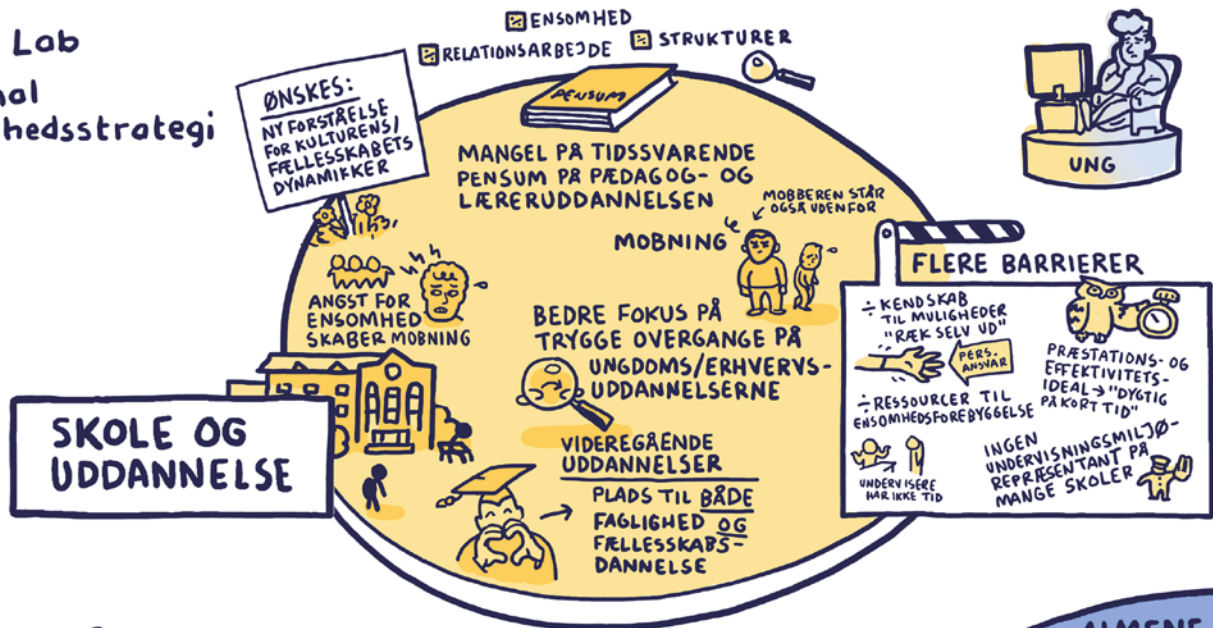 Lab
nal
hedsstrategi
ENSOMHED
RELATIONSARBEJDE
STRUKTURER
ØNSKES:
NY FORSTÅELSE
FOR KULTURENS/
FÆLLESSKABETS
DYNAMIKKER
PENSUM
MANGEL PÅ TIDSSVARENDE
PENSUM PÅ PÆDAGOG- OG
LÆRERUDDANNELSEN
MOBBEREN STÅR
OGSÅ UDENFOR
MOBNING
UNG
ANGST FOR
ENSOMHED
SKABER MOBNING
BEDRE FOKUS PÅ
TRYGGE OVERGANGE PÅ
UNGDOMS/ERHVERVS-
UDDANNELSERNE
SKOLE OG
UDDANNELSE
VIDEREGÅENDE
UDDANNELSER
PLADS TIL BÅDE
FAGLIGHED OG
FÆLLESSKABS-
DANNELSE
FLERE BARRIERER
÷ KENDSKAB
TIL MULIGHEDER
"RÆK SELV UD"
PERS.
ANSVAR
÷ RESSOURCER TIL
ENSOMHEDSFOREBYGGELSE
UNDERVISERE
HAR IKKE TID
PRÆSTATIONS- OG
EFFEKTIVITETS-
IDEAL → "DYGTIG
PÅ KORT TID"
INGEN
UNDERVISNINGSMILJØ-
REPRÆSENTANT PÅ
MANGE SKOLER
ALMENE